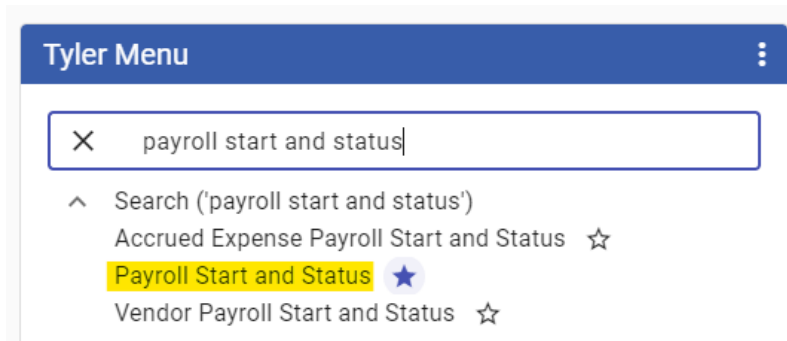 Tyler Menu
payroll start and status
Search ('payroll start and status')
Accrued Expense Payroll Start and Status
Payroll Start and Status
Vendor Payroll Start and Status